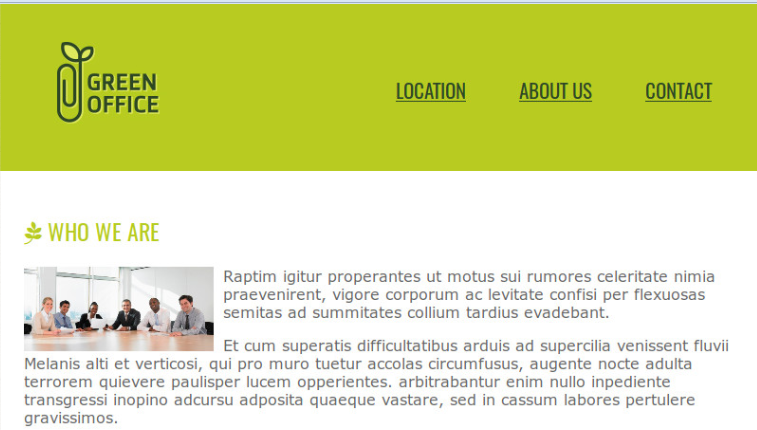 GREEN
OFFICE
LOCATION ABOUT US CONTACT
WHO WE ARE
Raptim igitur properantes ut motus sui rumores celeritate nimia
praevenirent, vigore corporum ac levitate confisi per flexuosas
semitas ad summitates collium tardius evadebant.
Et cum superatis difficultatibus arduis ad supercilia venissent fluvii
Melanis alti et verticosi, qui pro muro tuetur accolas circumfusus, augente nocte adulta
terrorem quievere paulisper lucem opperientes. arbitrabantur enim nullo inpediente
transgressi inopino adcursu adposita quaeque vastare, sed in cassum labores pertulere
gravissimos.